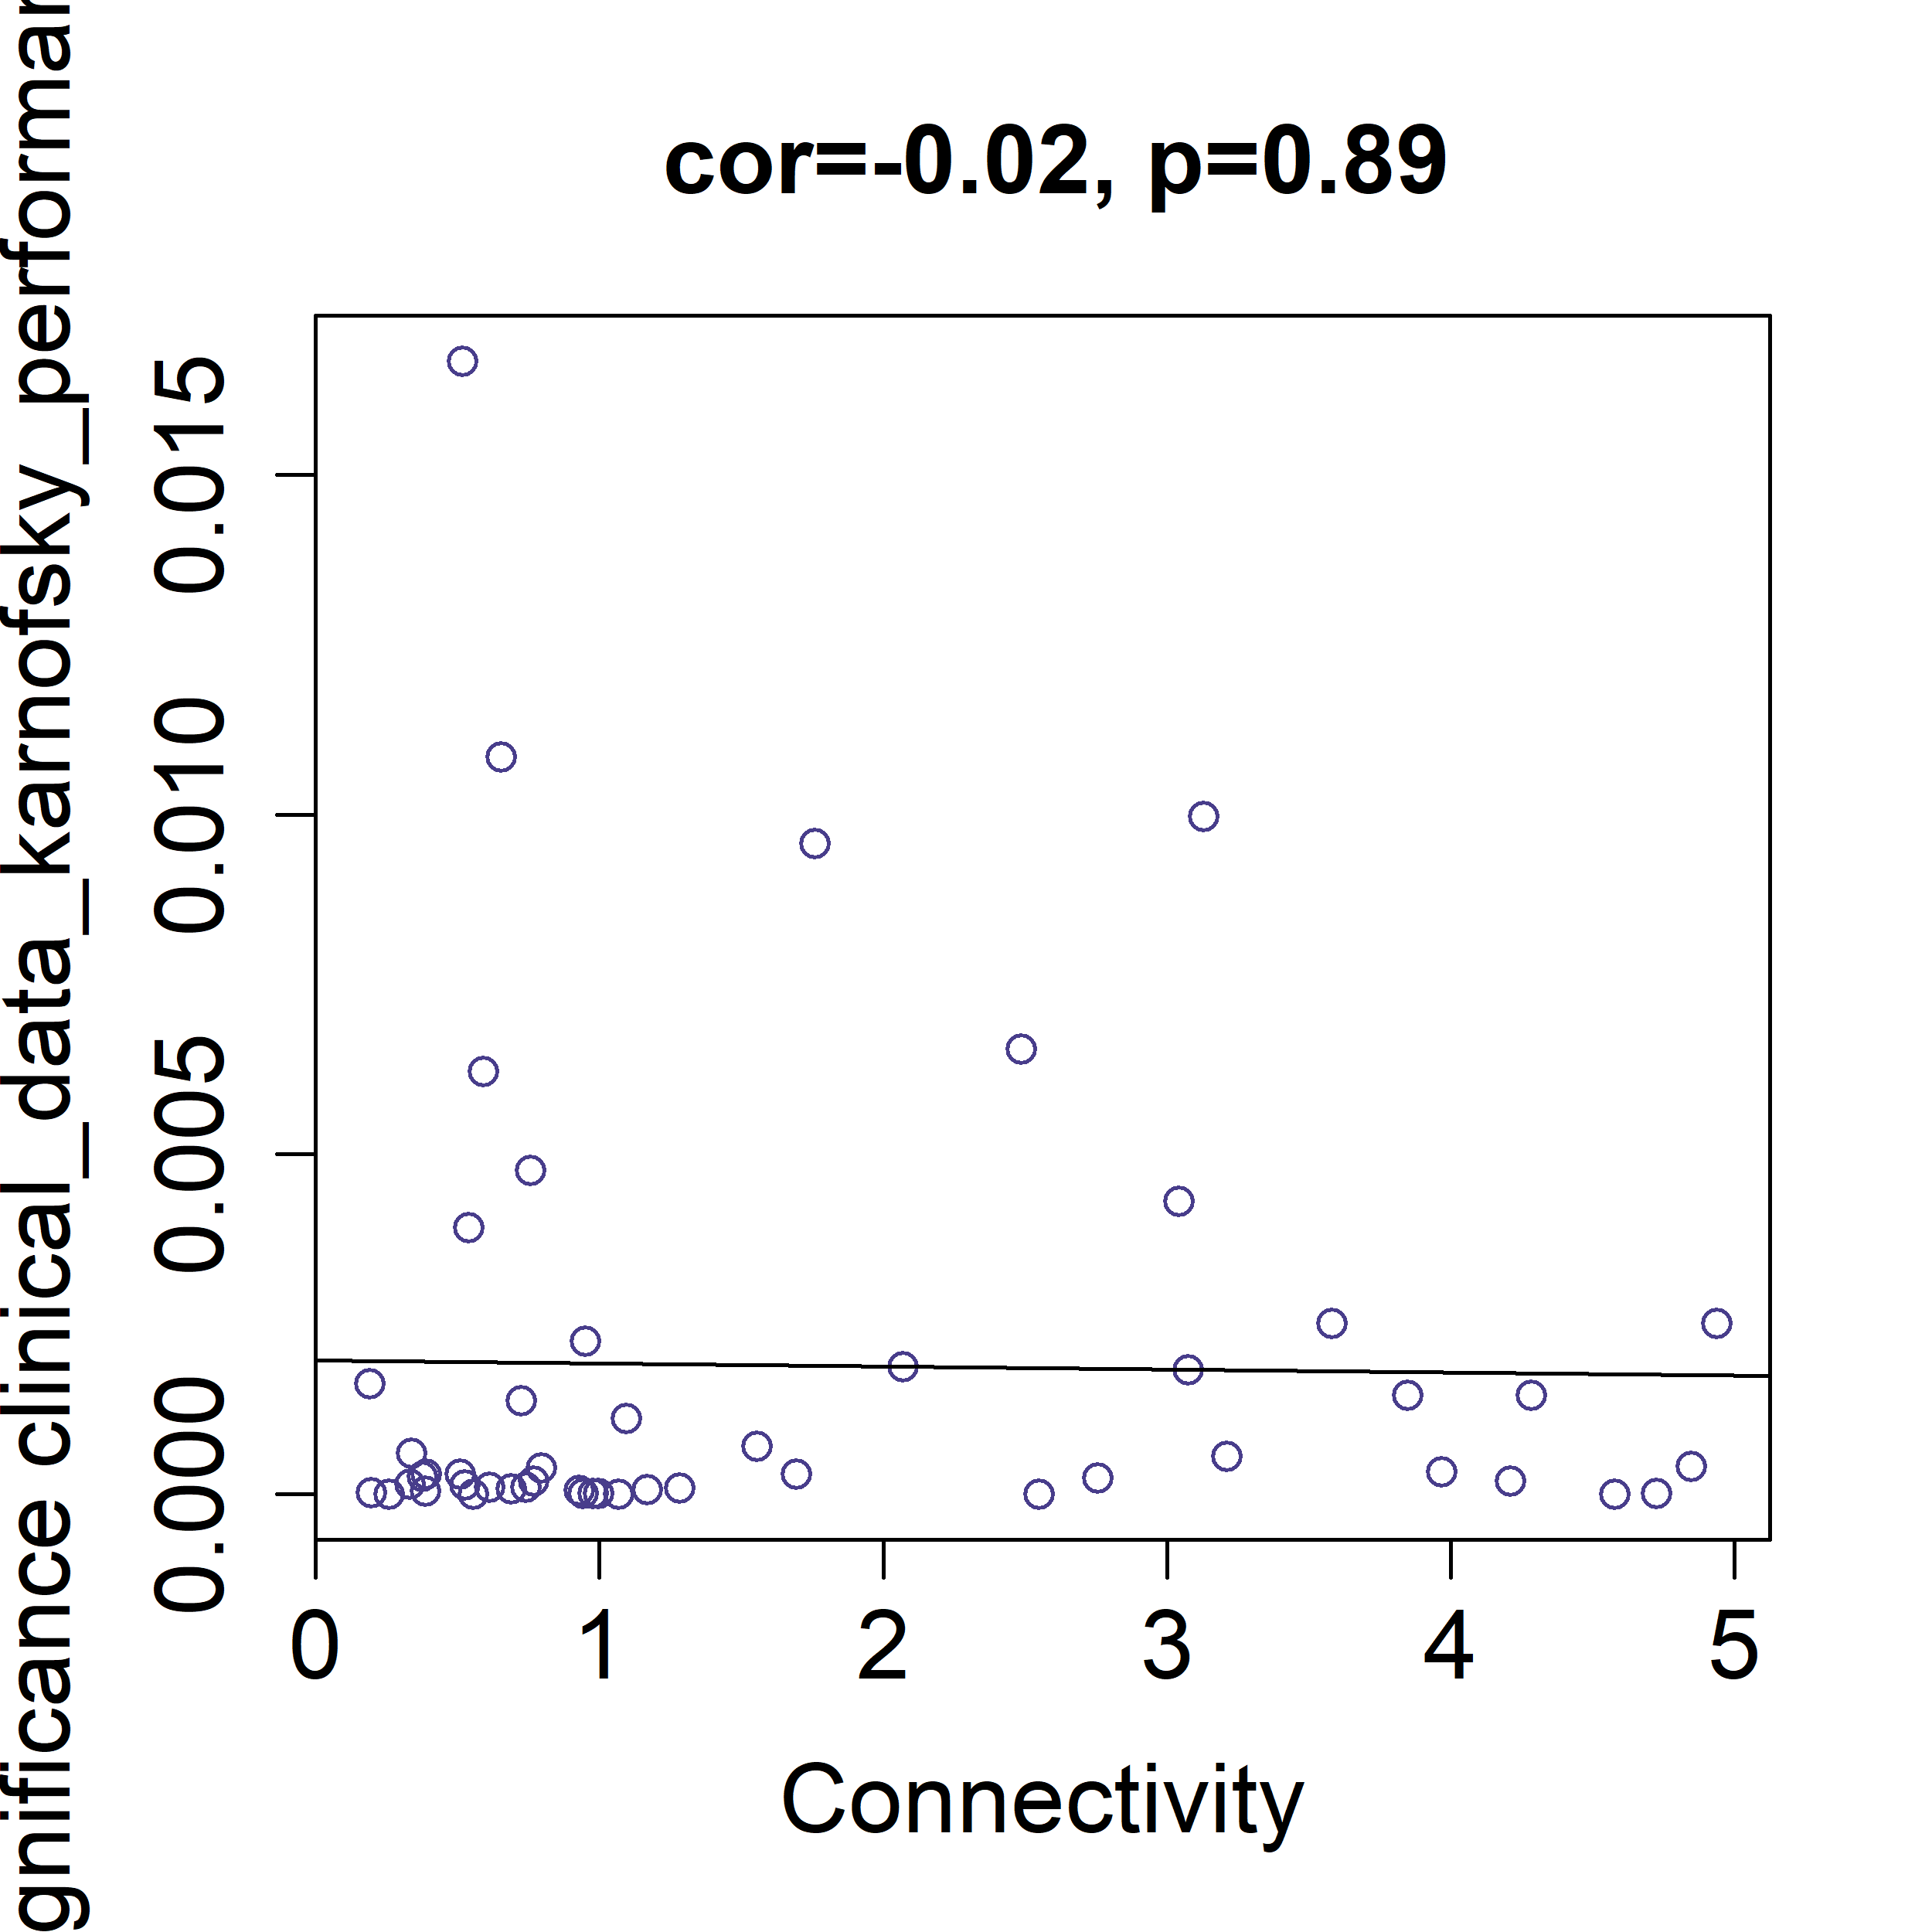 cor=-0.02, p=0.89
gnificance clinical_data_karnofsky_performar
0.015
0.010
0.005
0.000
0 1 2 3 4 5
Connectivity